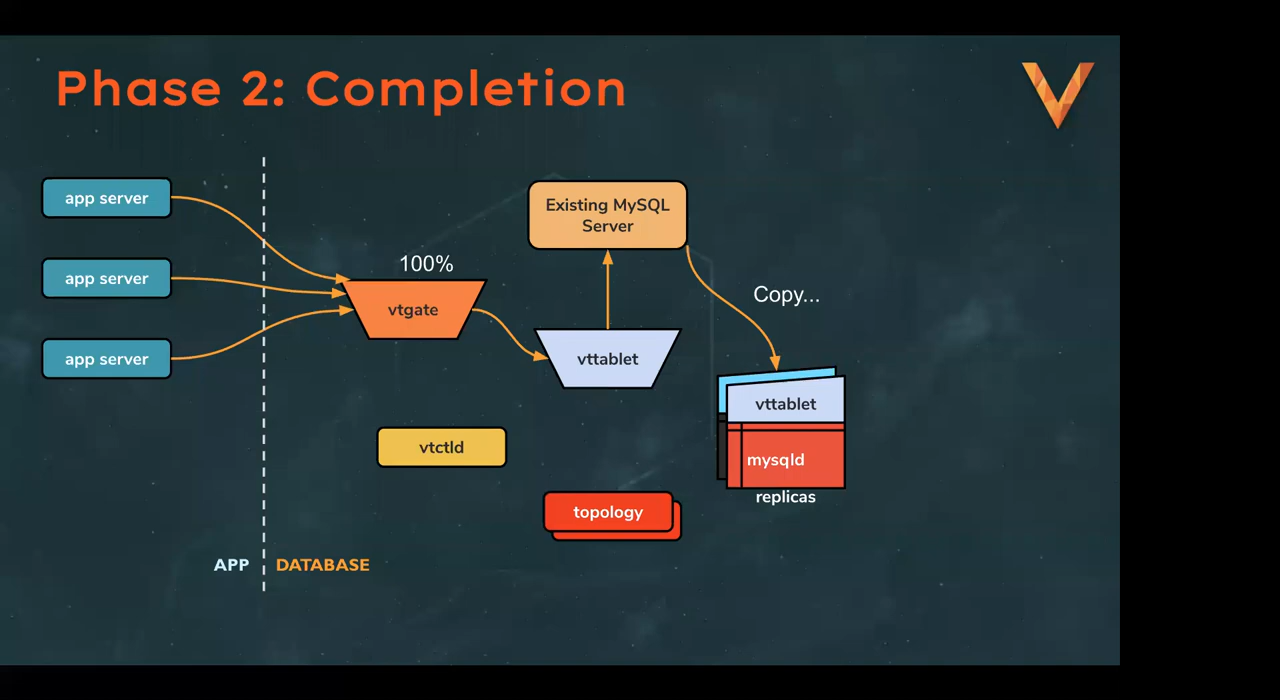 Phase 2: Completion
app server
app server
app server
100%
vtgate
Existing MySQL
Server
Copy...
vttablet
vttablet
mysqld
replicas
vtctld
topology
APP
DATABASE